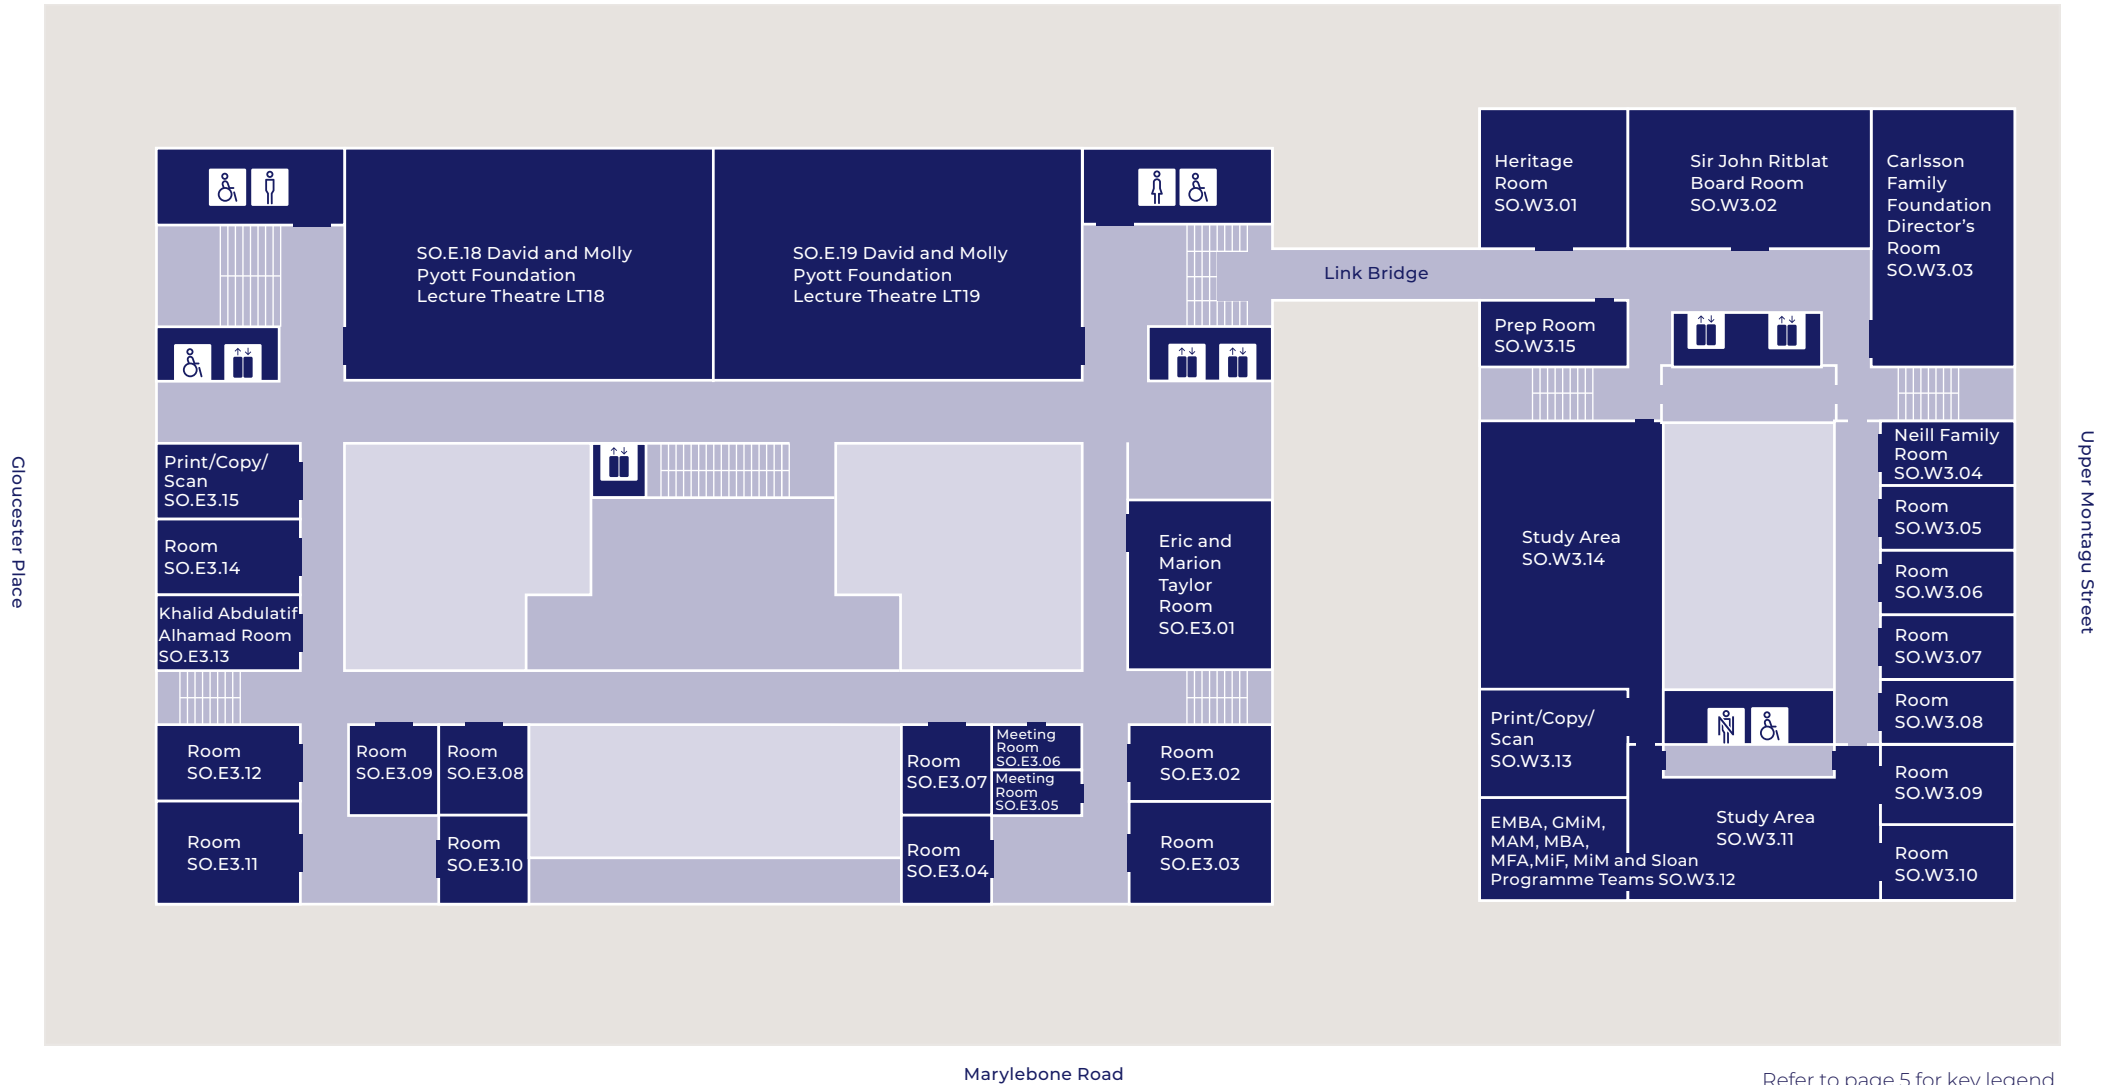 Heritage
Room
SO.W3.01
Sir John Ritblat
Board Room
SO.W3.02
Carlsson
Family
Foundation
Director's
Room
SO.W3.03
SO.E.18 David and Molly
Pyott Foundation
Lecture Theatre LT18
SO.E.19 David and Molly
Pyott Foundation
Lecture Theatre LT19
Link Bridge
Prep Room
SO.W3.15
Gloucester Place
Print/Copy/
Scan
SO.E3.15
Room
SO.E3.14
Khalid Abdulatif
Alhamad Room
SO.E3.13
Eric and
Marion
Taylor
Room
SO.E3.01
Study Area
SO.W3.14
Neill Family
Room
SO.W3.04
Room
SO.W3.05
Room
SO.W3.06
Room
SO.W3.07
Room
SO.W3.08
Upper Montagu Street
Room
SO.E3.12
Room
SO.E3.09
Room
SO.E3.08
Room
SO.E3.07
Meeting
Room
SO.E3.06
Meeting
Room
SO.E3.05
Room
SO.E3.02
Room
SO.E3.11
Room
SO.E3.10
Room
SO.E3.04
Room
SO.E3.03
Print/Copy/
Scan
SO.W3.13
EMBA, GMiM,
MAM, MBA,
MFA,MiF, MiM and Sloan
Programme Teams SO.W3.12
Study Area
SO.W3.11
Room
SO.W3.09
Room
SO.W3.10
Marylebone Road
Refer to page 5 for key legend